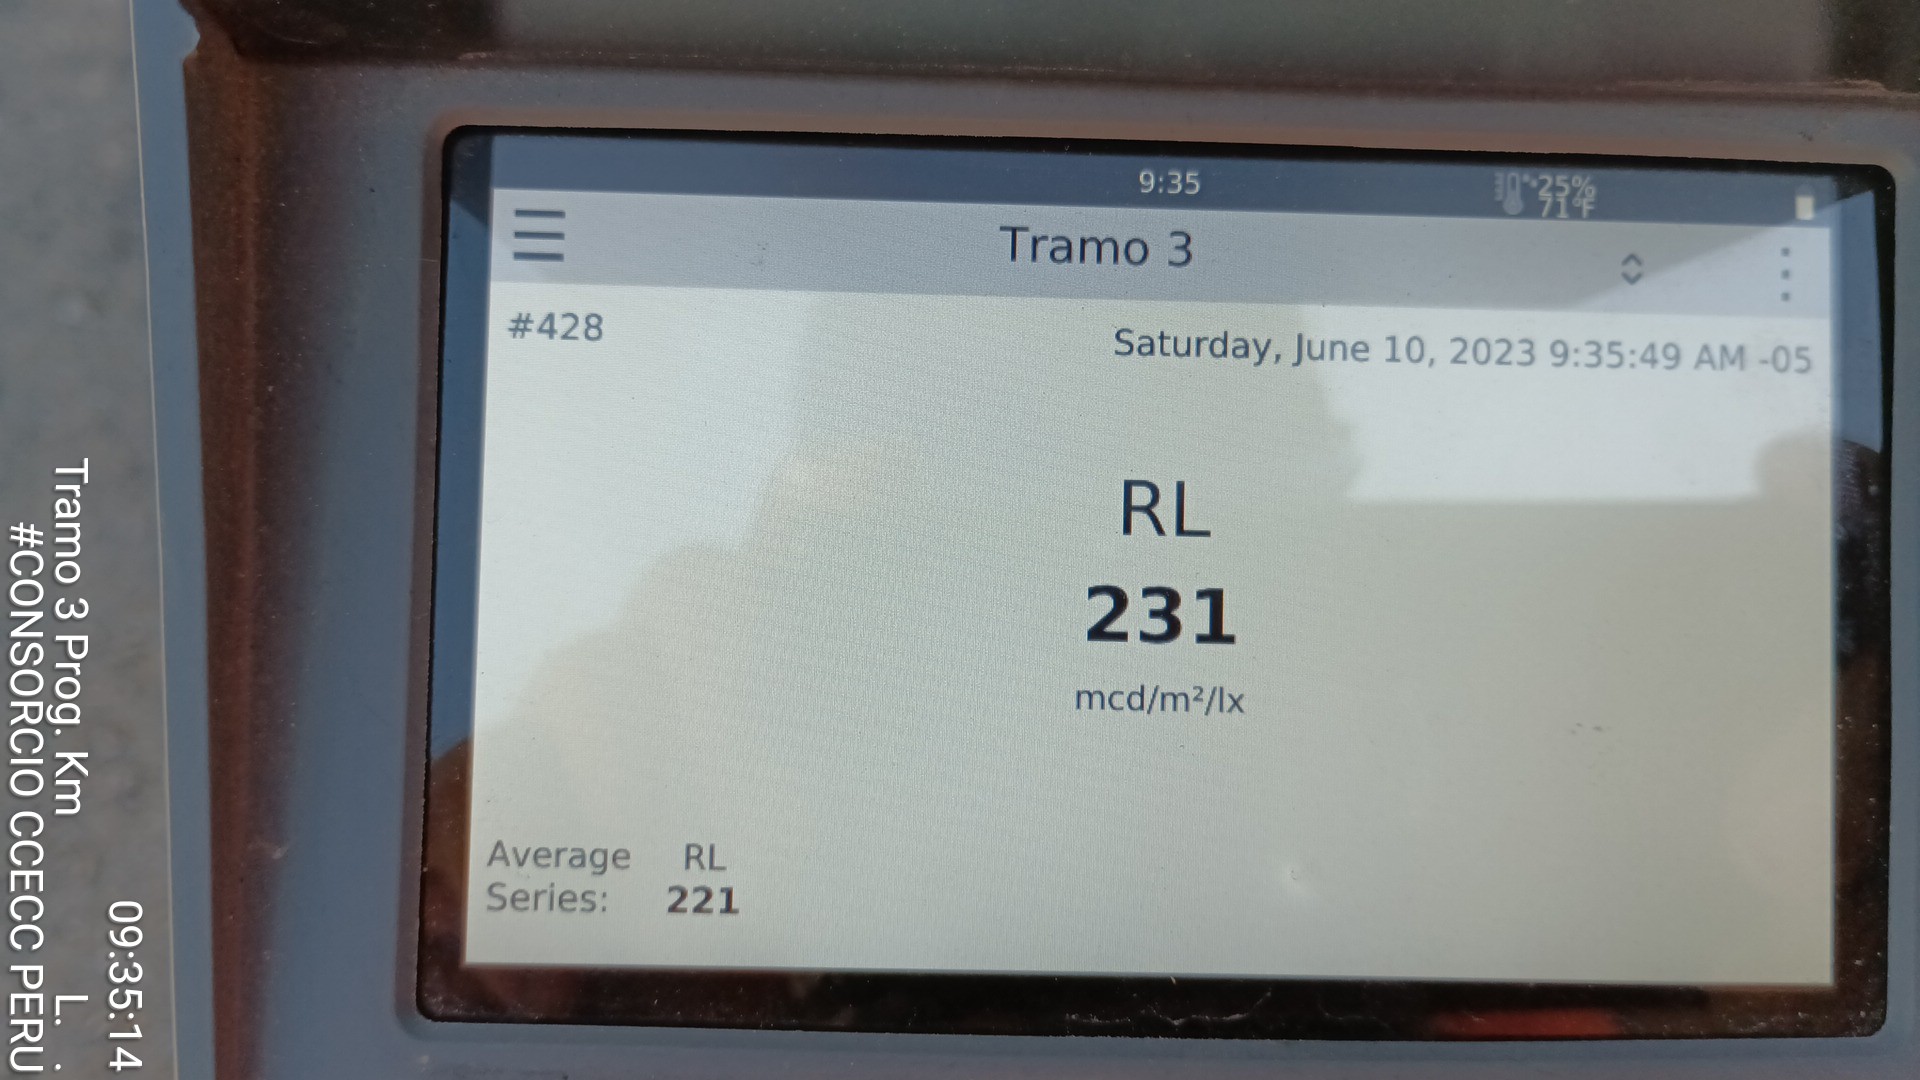 9:35
25%
71°F
Tramo 3
#428
Saturday, June 10, 2023 9:35:49 AM -05
RL
231
mcd/m²/lx
Average RL
Series: 221
09:35:14
Tramo 3 Prog. Km L. .
#CONSORCIO CCECC PERU